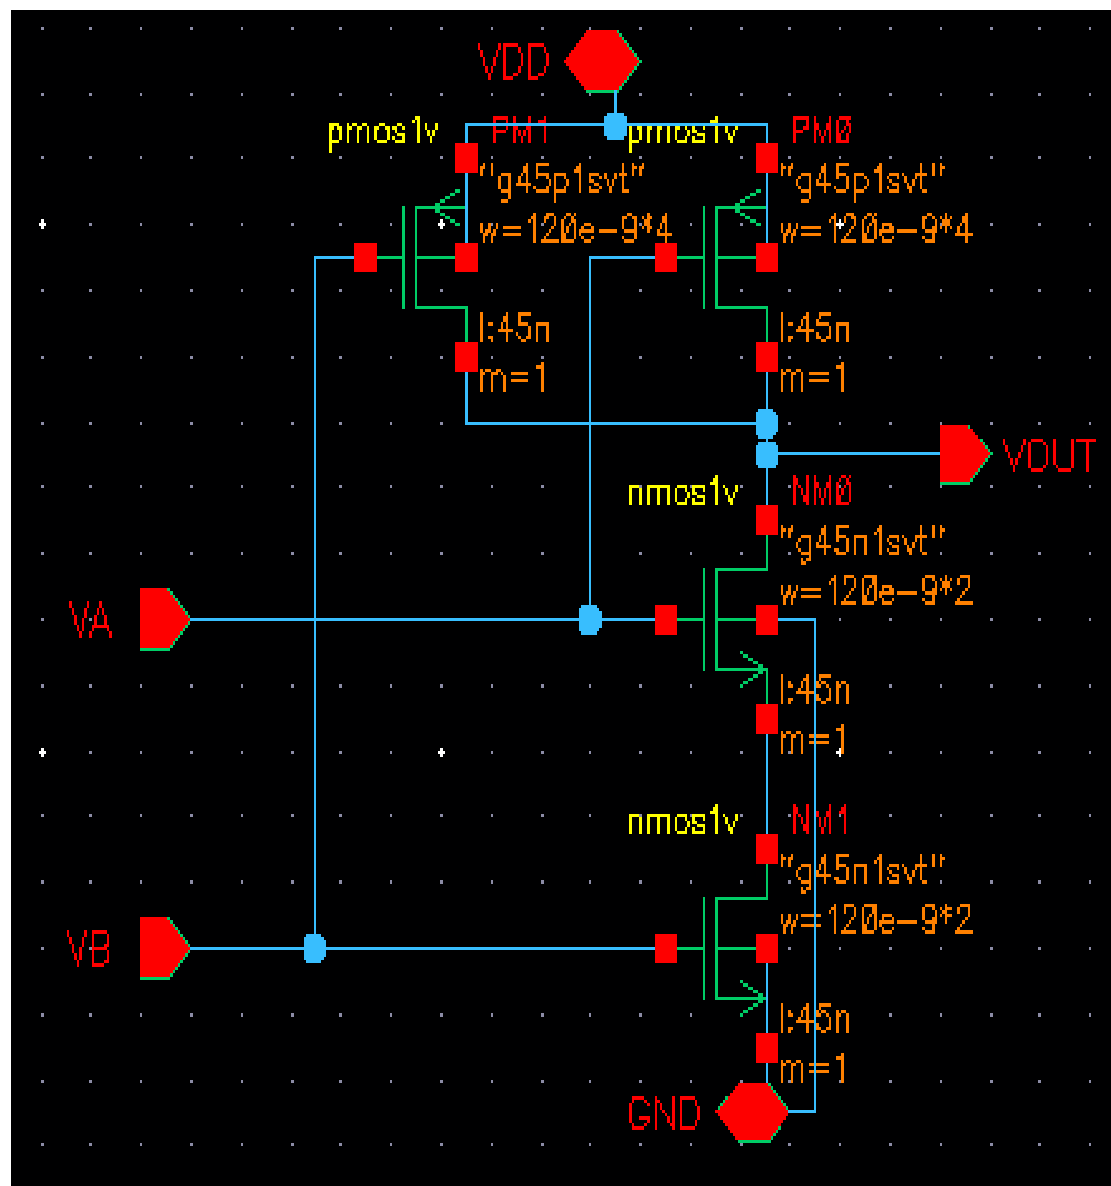 VDD
pmos1v PM1 pmos1v PM0
"g45p1svt" "g45p1svt"
w=120e-9*4 w=120e-9*4
l:45n l:45n
m=1 m=1
VOUT
nmos1v NM0
"g45n1svt"
w=120e-9*2
VA
l:45n
m=1
nmos1v NM1
"g45n1svt"
w=120e-9*2
VB
l:45n
m=1
GND